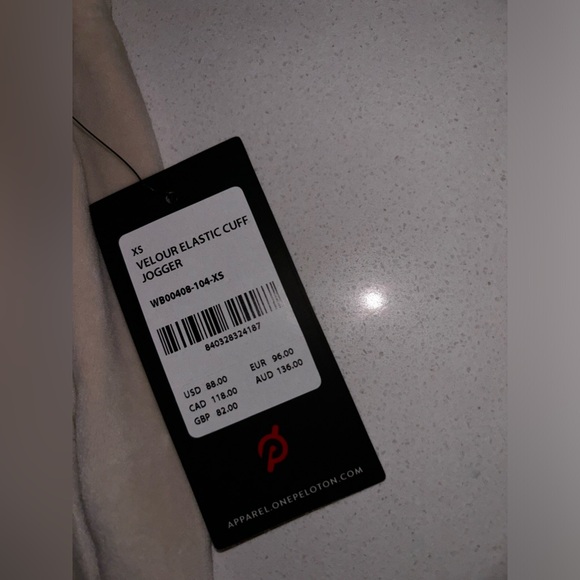 XS
VELOUR ELASTIC CUFF
JOGGER
WB00408-104-XS
840328324187
USD 88.00 EUR 96.00
CAD 118.00 AUD 136.00
GBP 82.00
APPAREL.ONEPELOTON.COM